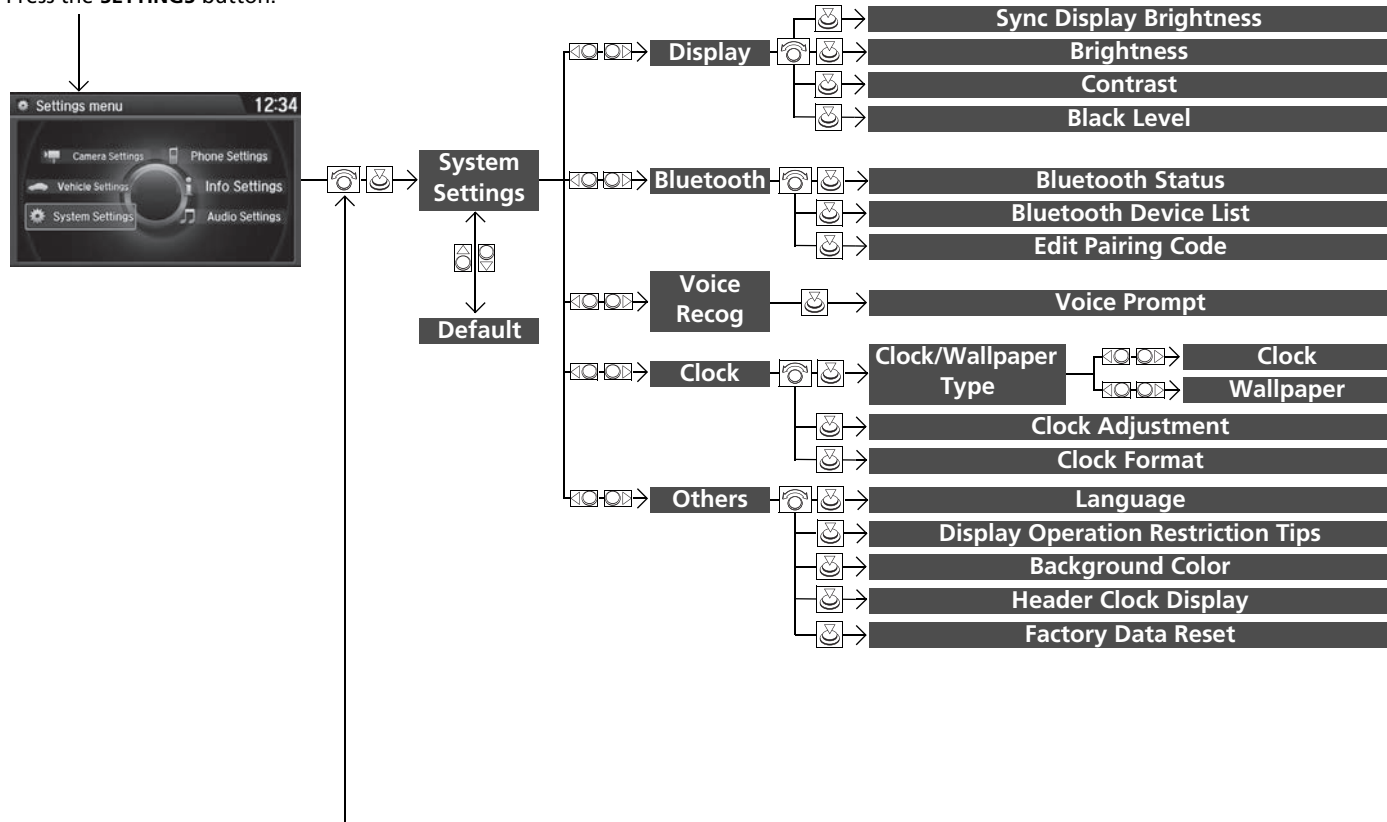 Press the SETTINGS button.
Settings menu 12:34
Camera Settings Phone Settings
Vehicle Settings Info Settings
System Settings Audio Settings
System
Settings
Default
Display
Sync Display Brightness
Brightness
Contrast
Black Level
Bluetooth
Bluetooth Status
Bluetooth Device List
Edit Pairing Code
Voice
Recog
Voice Prompt
Clock
Clock/Wallpaper
Type
Clock
Wallpaper
Clock Adjustment
Clock Format
Others
Language
Display Operation Restriction Tips
Background Color
Header Clock Display
Factory Data Reset